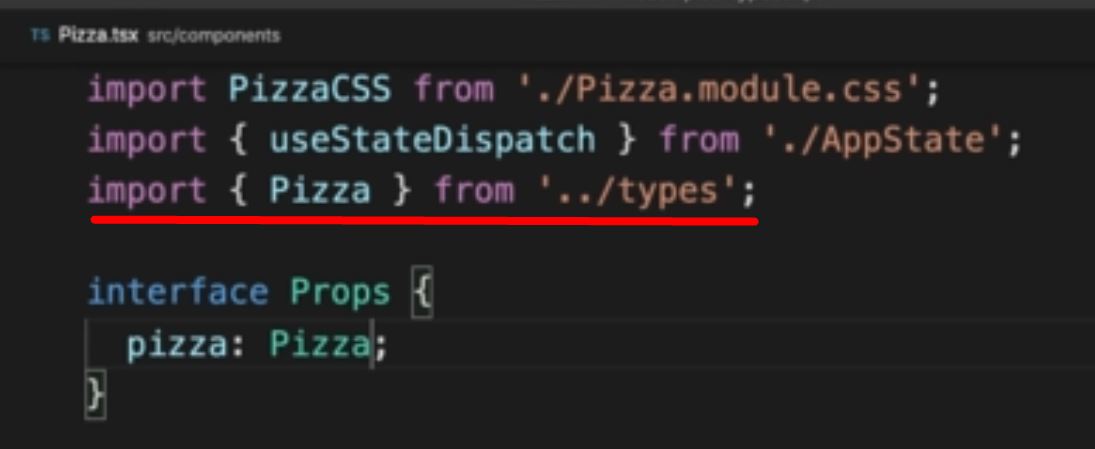 TS Pizza.tsx src/components
import PizzaCSS from './Pizza.module.css';
import { useStateDispatch } from './AppState';
import { Pizza } from '../types';
interface Props {
pizza: Pizza;
}